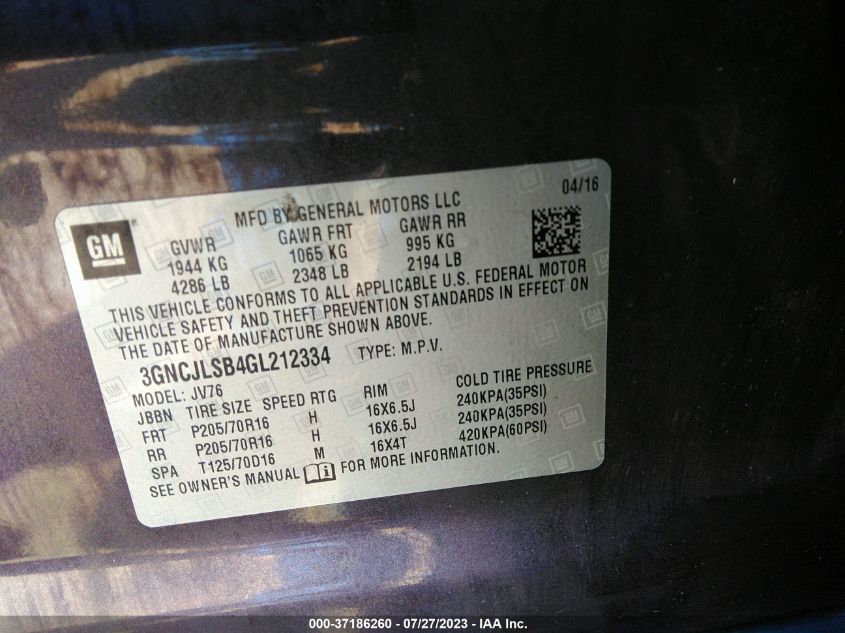 04/16
GM
MFD BY GENERAL MOTORS LLC
GVWR GAWR FRT GAWR RR
1944 KG 1065 KG 995 KG
4286 LB 2348 LB 2194 LB
THIS VEHICLE CONFORMS TO ALL APPLICABLE U.S. FEDERAL MOTOR
VEHICLE SAFETY AND THEFT PREVENTION STANDARDS IN EFFECT ON
THE DATE OF MANUFACTURE SHOWN ABOVE.
3GNCJLSB4GL212334 TYPE: M.P.V.
MODEL: JV76
JBBN TIRE SIZE SPEED RTG RIM COLD TIRE PRESSURE
FRT P205/70R16 H 16X6.5J 240KPA(35PSI)
RR P205/70R16 H 16X6.5J 240KPA(35PSI)
SPA T125/70D16 M 16X4T 420KPA(60PSI)
SEE OWNER'S MANUAL i FOR MORE INFORMATION.
000-37186260 - 07/27/2023 - IAA Inc.